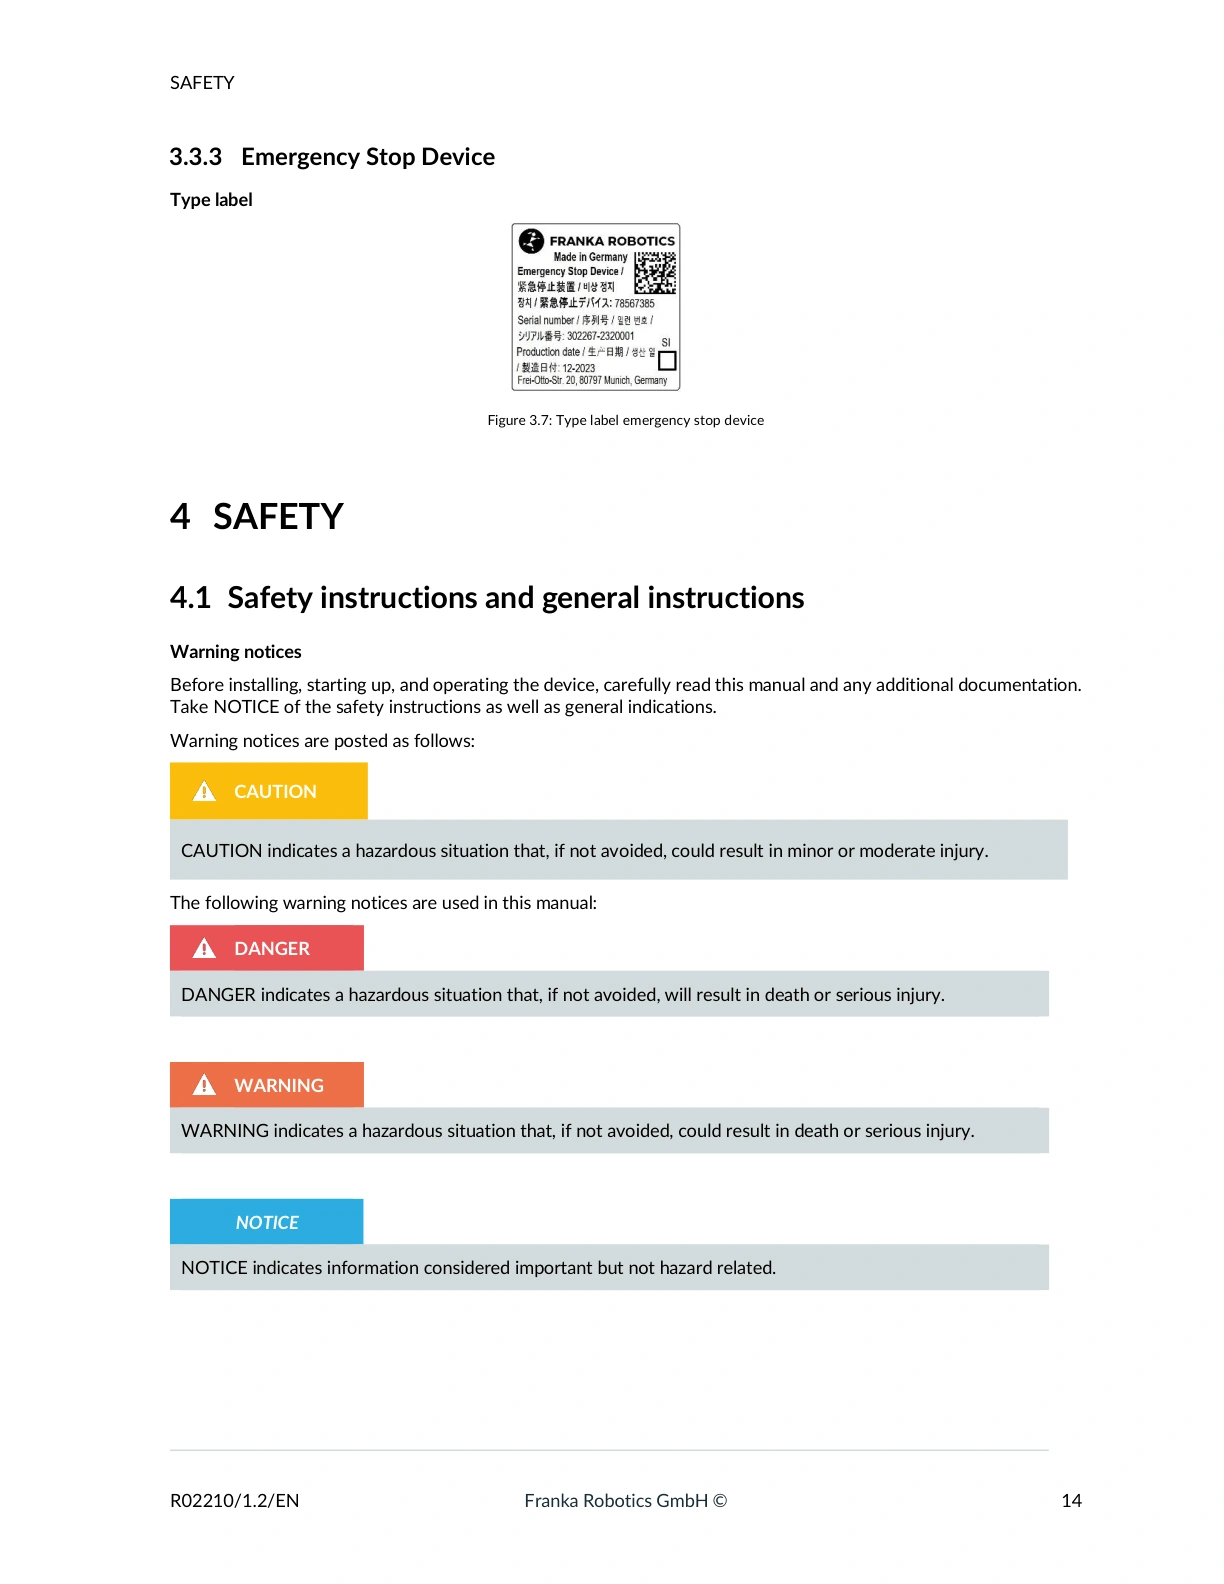 SAFETY
3.3.3 Emergency Stop Device
Type label
FRANKA ROBOTICS
Made in Germany
Emergency Stop Device /
緊急停止装置 / 비상 정지
장치 / 緊急停止デバイス: 78567385
Serial number / 序列号 / 일련 번호 /
シリアル番号: 302267-2320001
SI
Production date / 生产日期 / 생산 일
/ 製造日付: 12-2023
Frei-Otto-Str. 20, 80797 Munich, Germany
Figure 3.7: Type label emergency stop device
4 SAFETY
4.1 Safety instructions and general instructions
Warning notices
Before installing, starting up, and operating the device, carefully read this manual and any additional documentation.
Take NOTICE of the safety instructions as well as general indications.
Warning notices are posted as follows:
CAUTION
CAUTION indicates a hazardous situation that, if not avoided, could result in minor or moderate injury.
The following warning notices are used in this manual:
DANGER
DANGER indicates a hazardous situation that, if not avoided, will result in death or serious injury.
WARNING
WARNING indicates a hazardous situation that, if not avoided, could result in death or serious injury.
NOTICE
NOTICE indicates information considered important but not hazard related.
R02210/1.2/EN
Franka Robotics GmbH ©
14